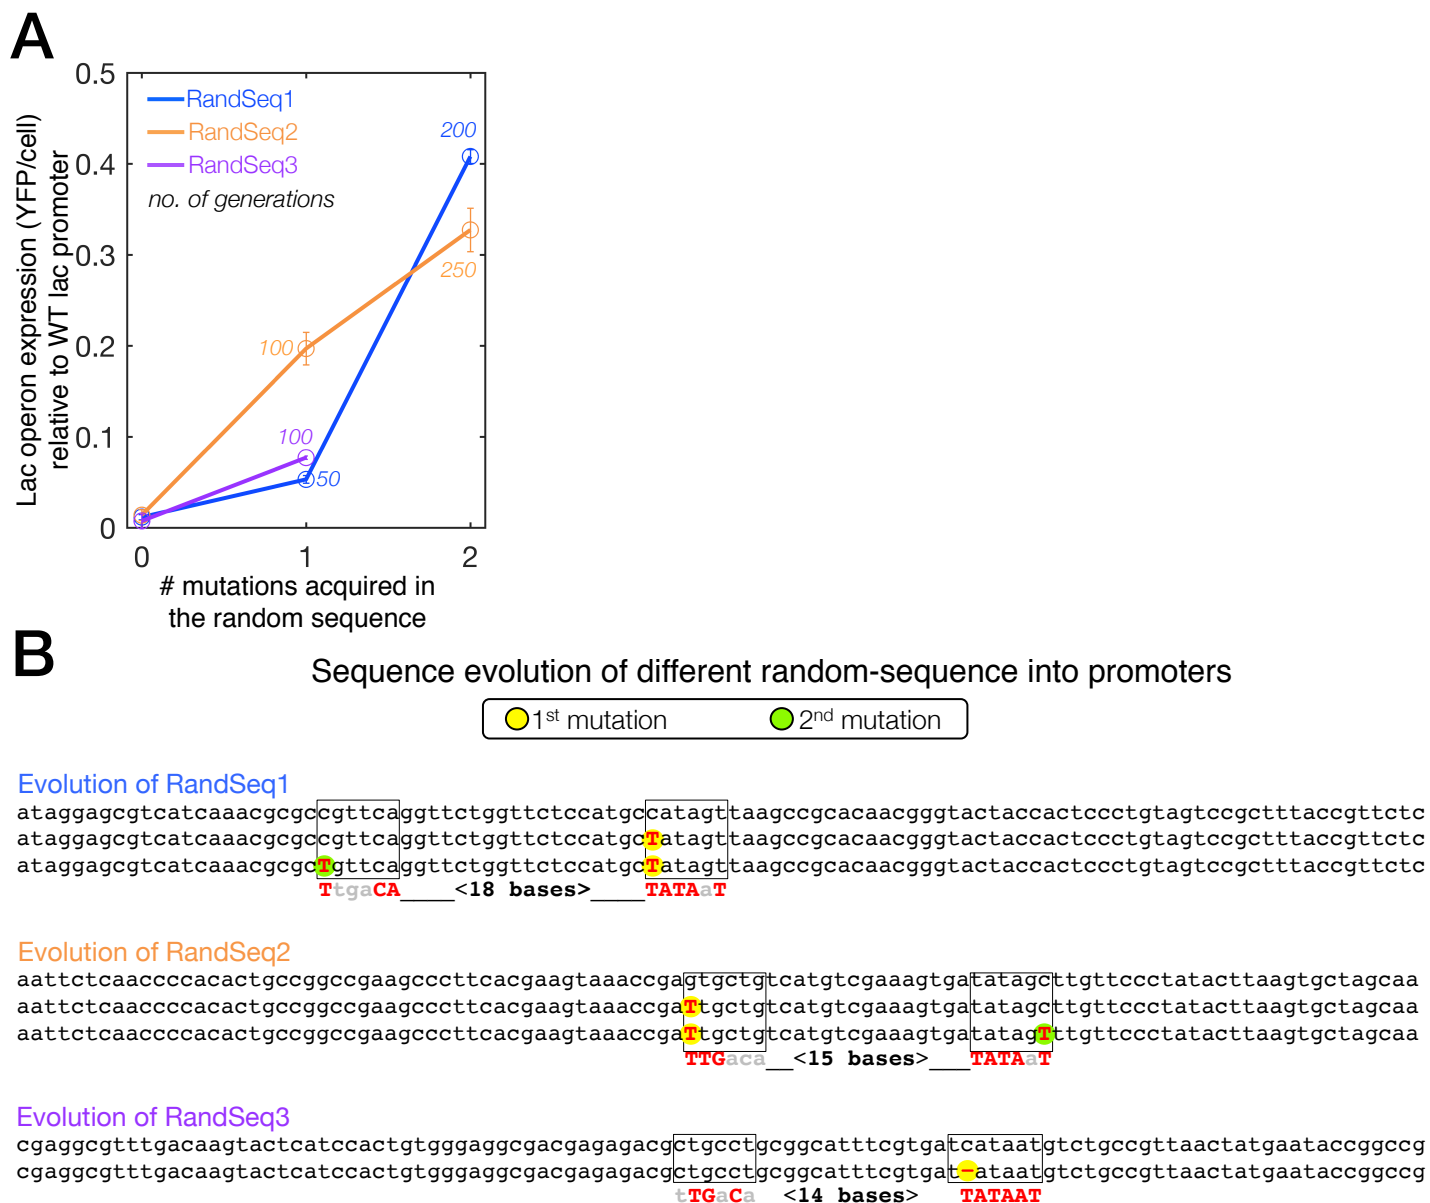 A
Lac operon expression (YFP/cell)
relative to WT lac promoter
0.5
0.4
0.3
0.2
0.1
0
RandSeq1
RandSeq2
RandSeq3
no. of generations
200
250
100
100
50
0 1 2
# mutations acquired in
the random sequence
B
Sequence evolution of different random-sequence into promoters
1st mutation 2nd mutation
Evolution of RandSeq1
ataggagcgtcatcaaacgcgccgttcaggttctggttctccatgccatagttaagccgcacaacgggtactaccactccctgtagtccgctttaccgttctc
ataggagcgtcatcaaacgcgccgttcaggttctggttctccatgcTatagttaagccgcacaacgggtactaccactccctgtagtccgctttaccgttctc
ataggagcgtcatcaaacgcgcTgttcaggttctggttctccatgcTatagttaagccgcacaacgggtactaccactccctgtagtccgctttaccgttctc
TtgaCA____<18 bases>____TATAaT
Evolution of RandSeq2
aattctcaaccccacactgccggccgaagcccttcacgaagtaaaccgagtgctgtcatgtcgaaagtgatatagcttgttccctatacttaagtgctagcaa
aattctcaaccccacactgccggccgaagcccttcacgaagtaaaccgaTtgctgtcatgtcgaaagtgatatagcttgttccctatacttaagtgctagcaa
aattctcaaccccacactgccggccgaagcccttcacgaagtaaaccgaTtgctgtcatgtcgaaagtgatatagTttgttccctatacttaagtgctagcaa
TTGaca__<15 bases>___TATAaT
Evolution of RandSeq3
cgaggcgtttgacaagtactcatccactgtgggaggcgacgagagacgctgcctgcggcatttcgtgatcataatgtctgccgttaactatgaataccggccg
cgaggcgtttgacaagtactcatccactgtgggaggcgacgagagacgctgcctgcggcatttcgtgat-ataatgtctgccgttaactatgaataccggccg
tTGaCa <14 bases> TATAAT